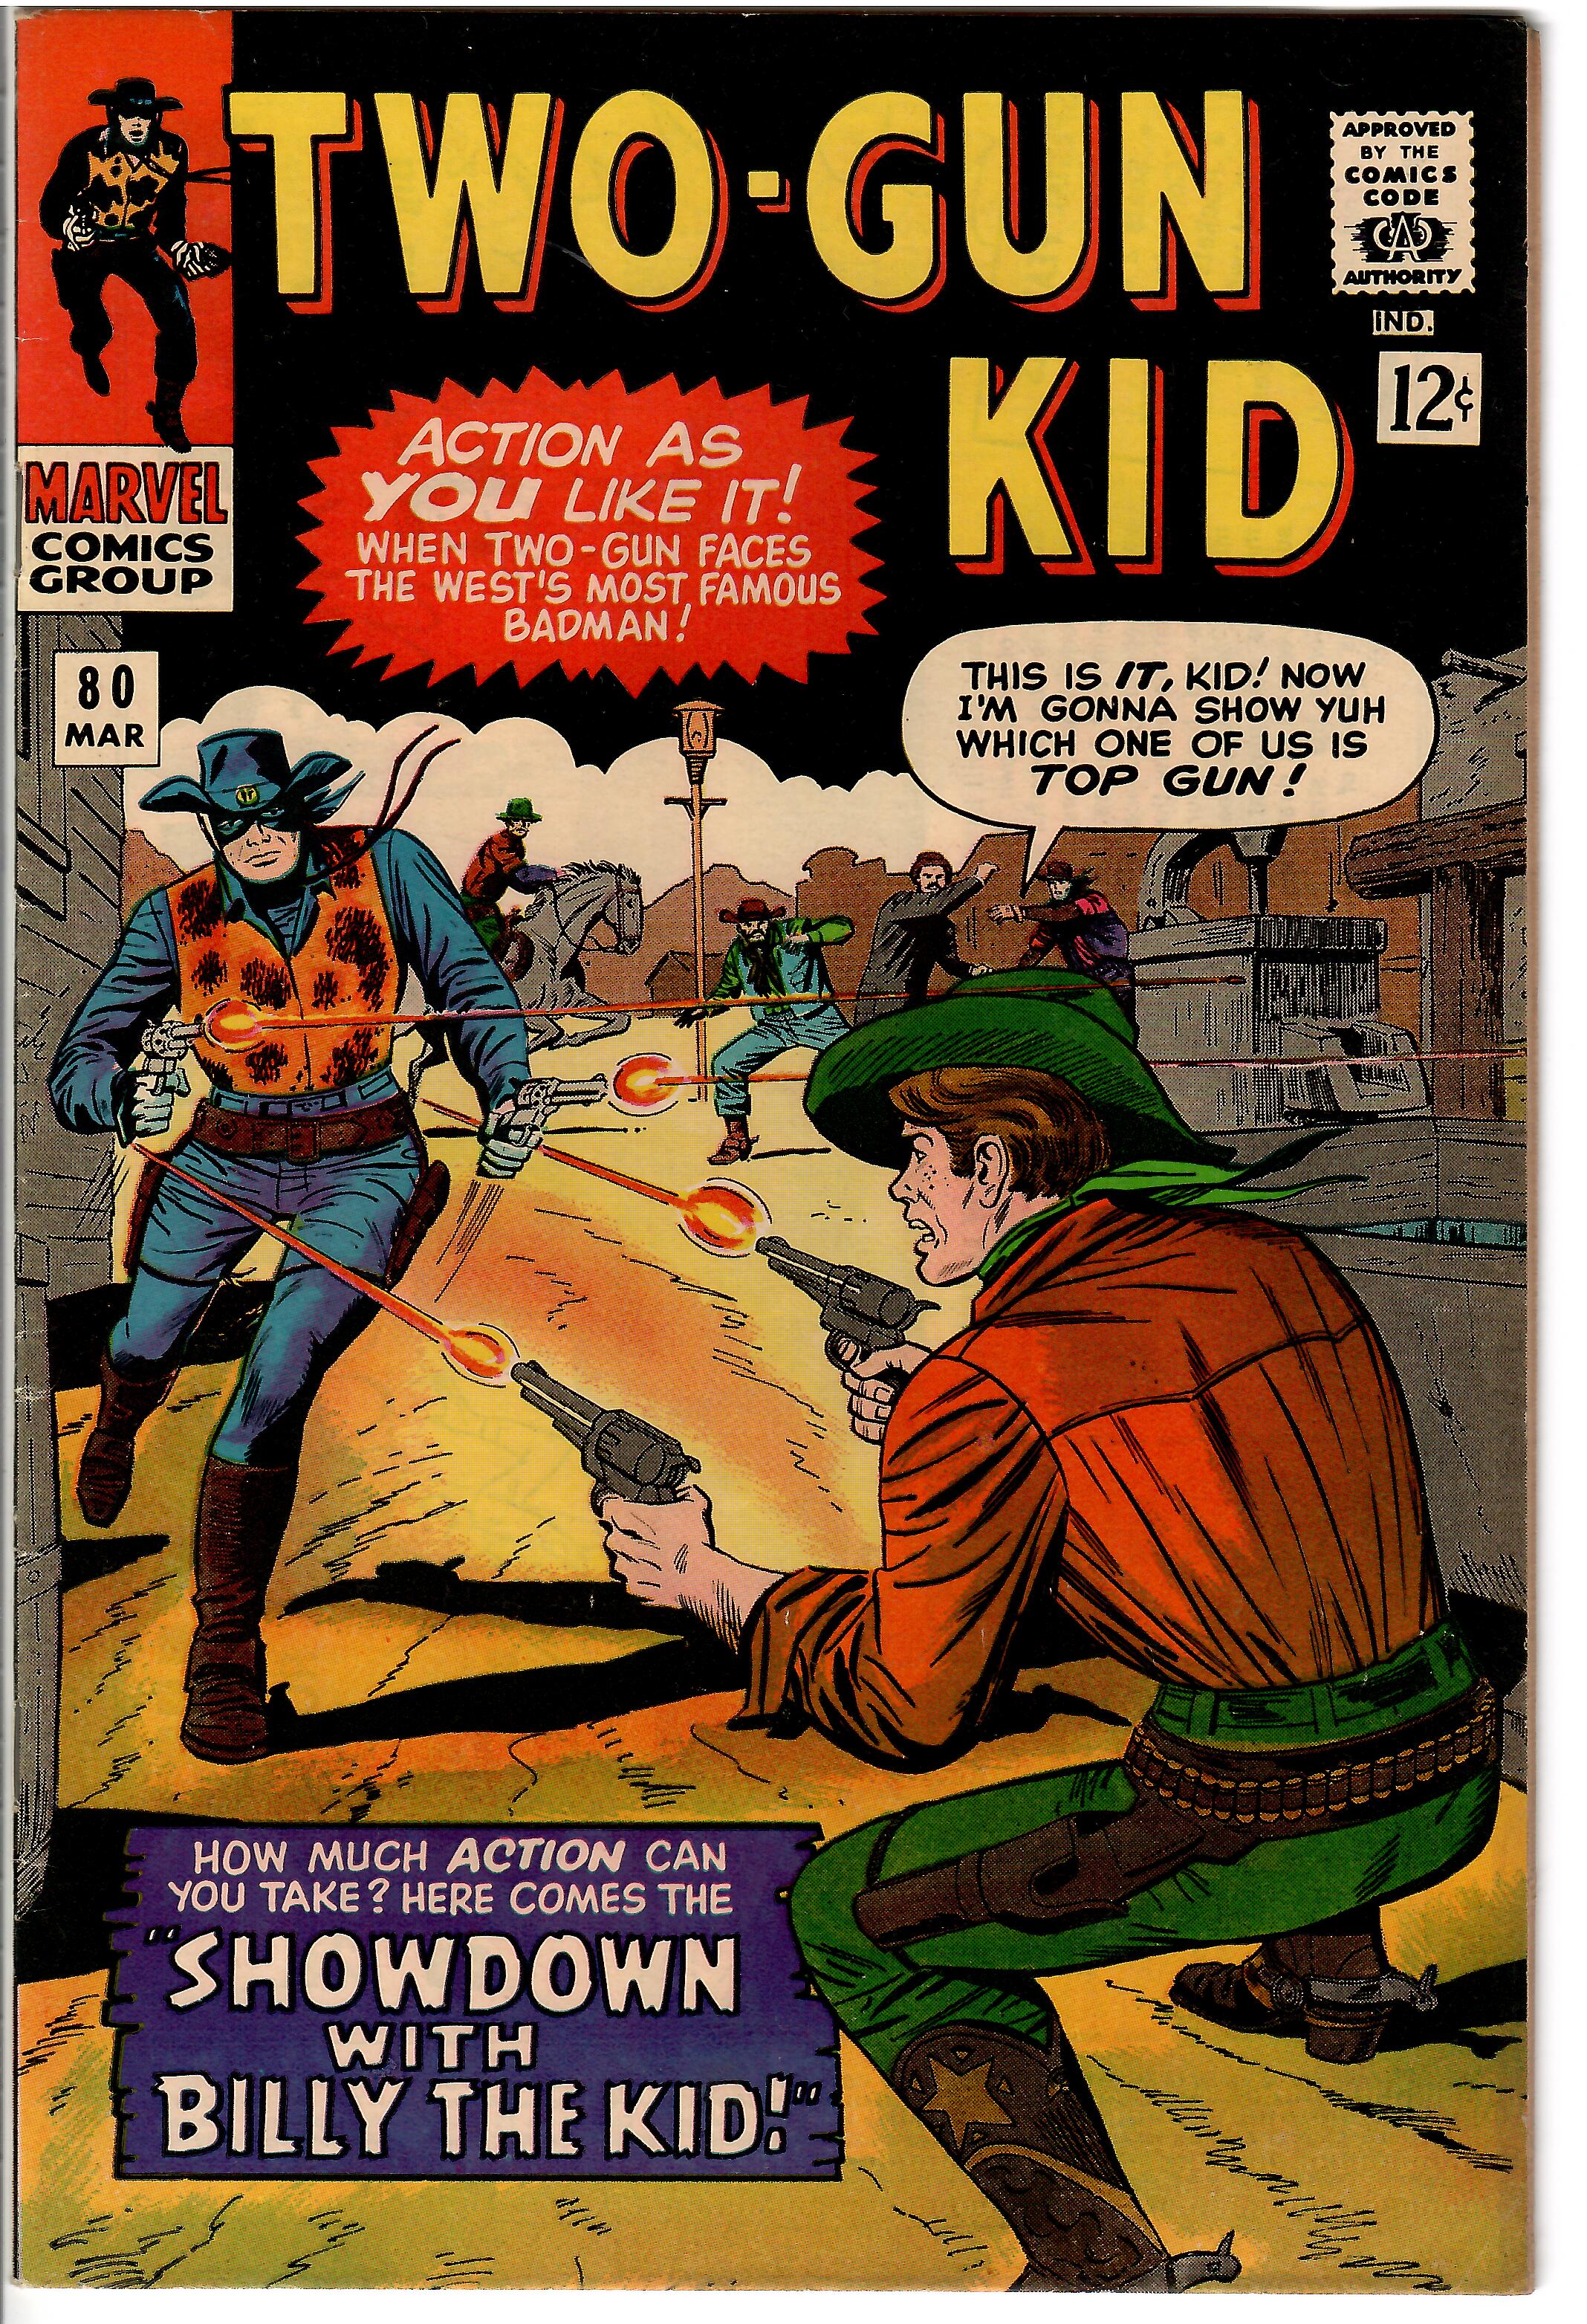 TWO-GUN
KID
APPROVED
BY THE
COMICS
CODE
CA
AUTHORITY
IND.
12¢
MARVEL
COMICS
GROUP
80
MAR
ACTION AS
YOU LIKE IT!
WHEN TWO-GUN FACES
THE WEST'S MOST FAMOUS
BADMAN!
THIS IS IT, KID! NOW
I'M GONNA SHOW YUH
WHICH ONE OF US IS
TOP GUN!
HOW MUCH ACTION CAN
YOU TAKE? HERE COMES THE
"SHOWDOWN
WITH
BILLY THE KID!"